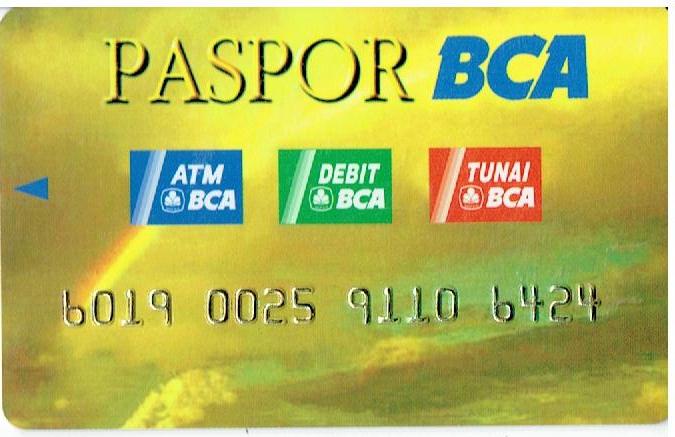 PASPOR BCA
ATM BCA
DEBIT BCA
TUNAI BCA
6019 0025 9110 6424